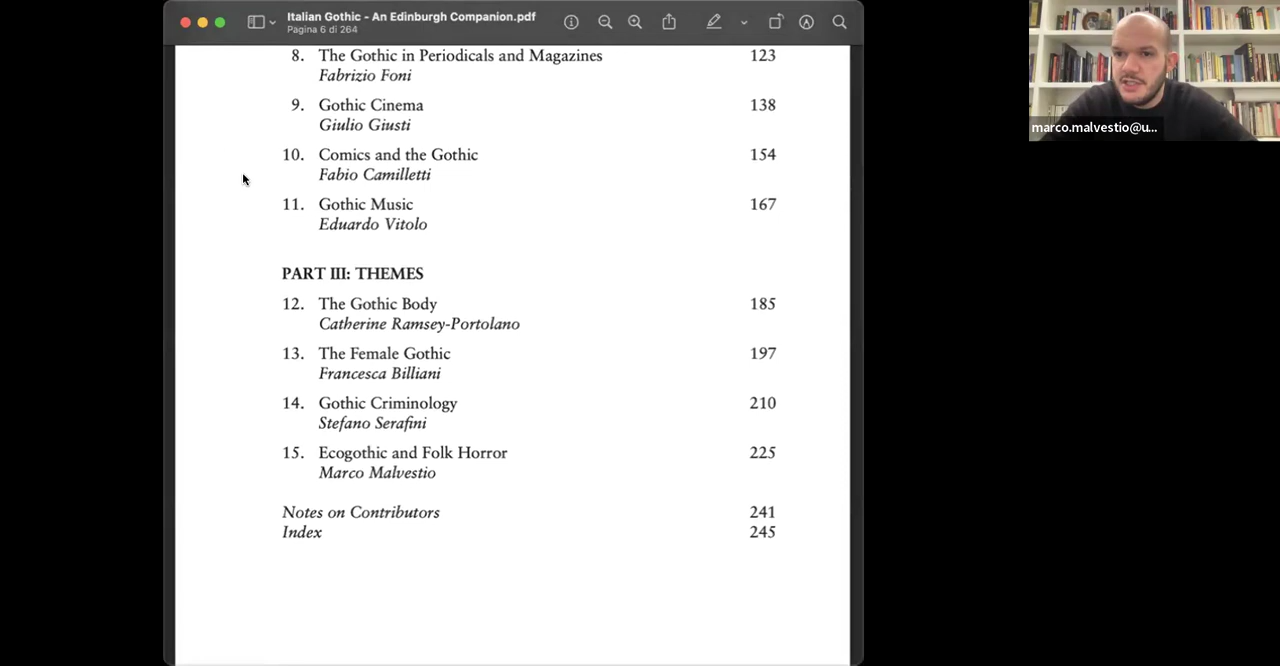 Italian Gothic - An Edinburgh Companion.pdf
Pagina 6 di 264
8. The Gothic in Periodicals and Magazines 123
Fabrizio Foni
9. Gothic Cinema 138
Giulio Giusti
10. Comics and the Gothic 154
Fabio Camilletti
11. Gothic Music 167
Eduardo Vitolo
PART III: THEMES
12. The Gothic Body 185
Catherine Ramsey-Portolano
13. The Female Gothic 197
Francesca Billiani
14. Gothic Criminology 210
Stefano Serafini
15. Ecogothic and Folk Horror 225
Marco Malvestio
Notes on Contributors 241
Index 245
marco.malvestio@u...